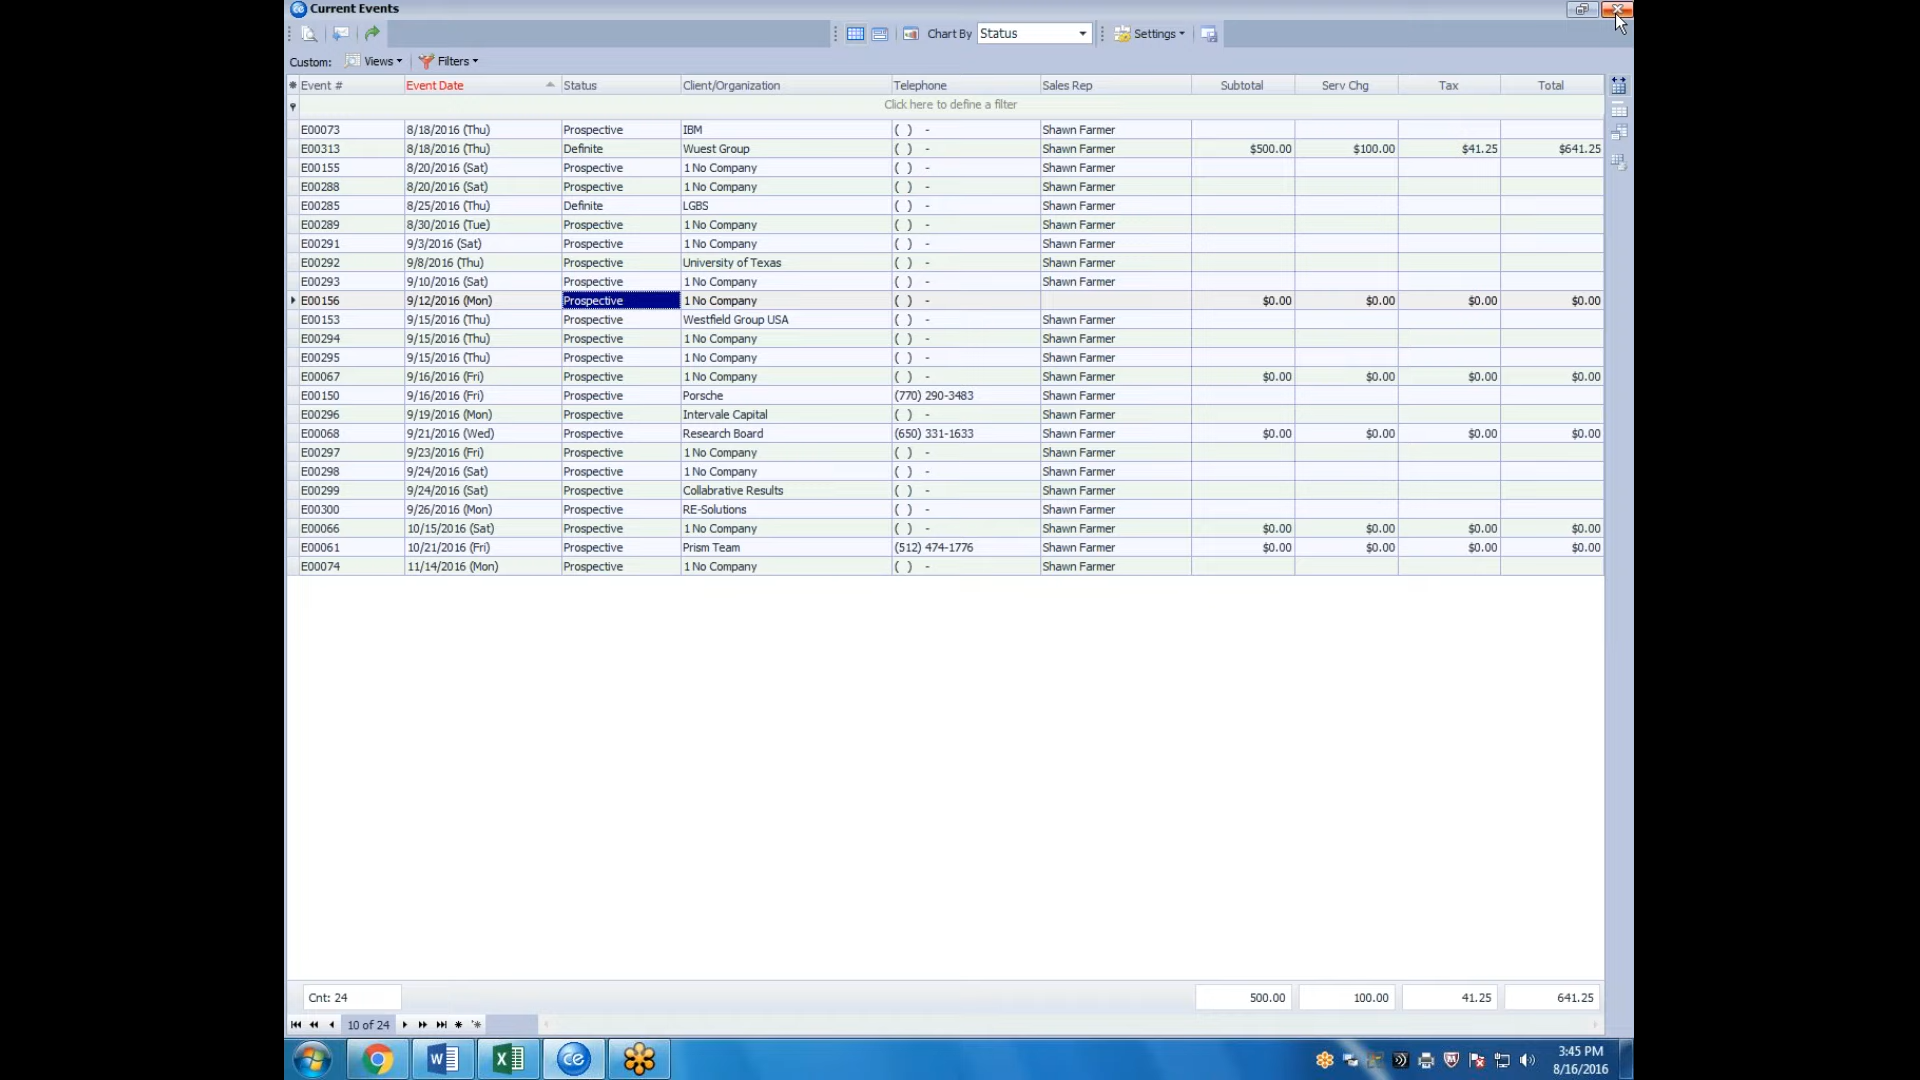 Current Events
Chart By Status Settings
Custom: Views Filters
Event # Event Date Status Client/Organization Telephone Sales Rep Subtotal Serv Chg Tax Total
Click here to define a filter
E00073 8/18/2016 (Thu) Prospective IBM ( ) - Shawn Farmer
E00313 8/18/2016 (Thu) Definite Wuest Group ( ) - Shawn Farmer $500.00 $100.00 $41.25 $641.25
E00155 8/20/2016 (Sat) Prospective 1 No Company ( ) - Shawn Farmer
E00288 8/20/2016 (Sat) Prospective 1 No Company ( ) - Shawn Farmer
E00285 8/25/2016 (Thu) Definite LGBS ( ) - Shawn Farmer
E00289 8/30/2016 (Tue) Prospective 1 No Company ( ) - Shawn Farmer
E00291 9/3/2016 (Sat) Prospective 1 No Company ( ) - Shawn Farmer
E00292 9/8/2016 (Thu) Prospective University of Texas ( ) - Shawn Farmer
E00293 9/10/2016 (Sat) Prospective 1 No Company ( ) - Shawn Farmer
E00156 9/12/2016 (Mon) Prospective 1 No Company ( ) - $0.00 $0.00 $0.00 $0.00
E00153 9/15/2016 (Thu) Prospective Westfield Group USA ( ) - Shawn Farmer
E00294 9/15/2016 (Thu) Prospective 1 No Company ( ) - Shawn Farmer
E00295 9/15/2016 (Thu) Prospective 1 No Company ( ) - Shawn Farmer
E00067 9/16/2016 (Fri) Prospective 1 No Company ( ) - Shawn Farmer $0.00 $0.00 $0.00 $0.00
E00150 9/16/2016 (Fri) Prospective Porsche (770) 290-3483 Shawn Farmer
E00296 9/19/2016 (Mon) Prospective Intervale Capital ( ) - Shawn Farmer
E00068 9/21/2016 (Wed) Prospective Research Board (650) 331-1633 Shawn Farmer $0.00 $0.00 $0.00 $0.00
E00297 9/23/2016 (Fri) Prospective 1 No Company ( ) - Shawn Farmer
E00298 9/24/2016 (Sat) Prospective 1 No Company ( ) - Shawn Farmer
E00299 9/24/2016 (Sat) Prospective Collabrative Results ( ) - Shawn Farmer
E00300 9/26/2016 (Mon) Prospective RE-Solutions ( ) - Shawn Farmer
E00066 10/15/2016 (Sat) Prospective 1 No Company ( ) - Shawn Farmer $0.00 $0.00 $0.00 $0.00
E00061 10/21/2016 (Fri) Prospective Prism Team (512) 474-1776 Shawn Farmer $0.00 $0.00 $0.00 $0.00
E00074 11/14/2016 (Mon) Prospective 1 No Company ( ) - Shawn Farmer
Cnt: 24 500.00 100.00 41.25 641.25
10 of 24
3:45 PM
8/16/2016